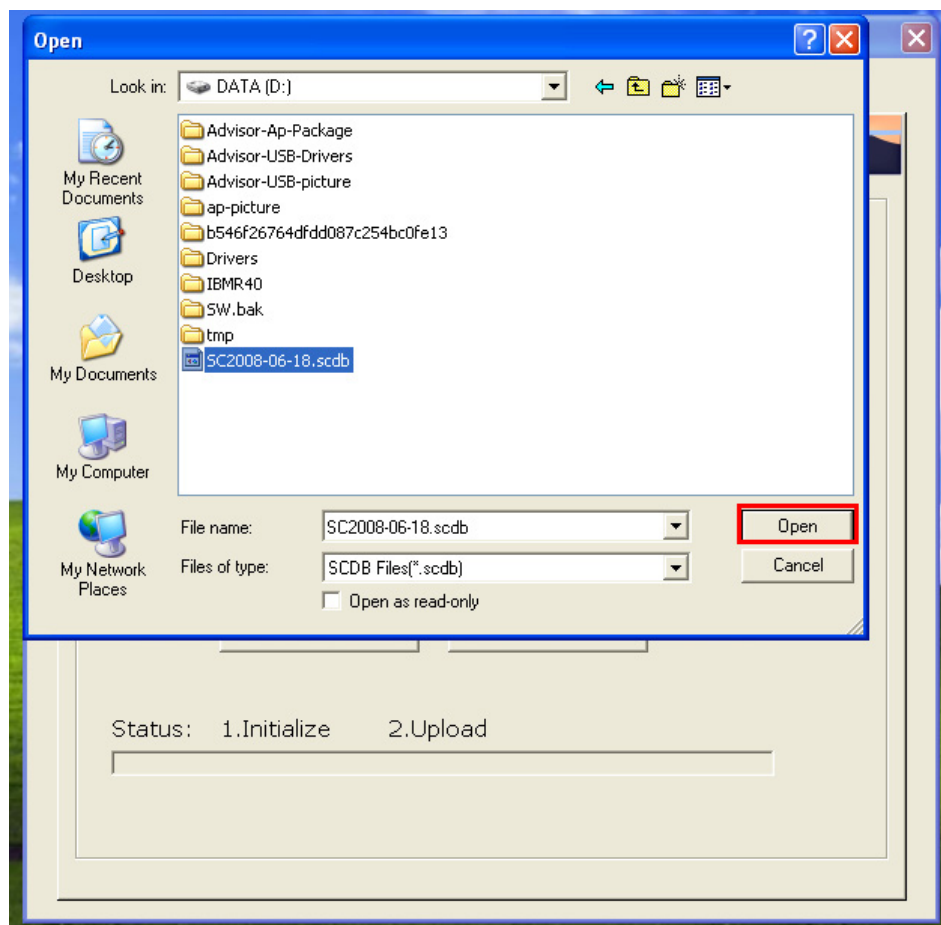 Open
Look in:
DATA (D:)
My Recent
Documents
Desktop
My Documents
My Computer
My Network
Places
Advisor-Ap-Package
Advisor-USB-Drivers
Advisor-USB-picture
ap-picture
b546f26764dfdd087c254bc0fe13
Drivers
IBMR40
SW.bak
tmp
SC2008-06-18.scdb
File name:
SC2008-06-18.scdb
Open
Files of type:
SCDB Files(*.scdb)
Cancel
Open as read-only
Status: 1.Initialize 2.Upload